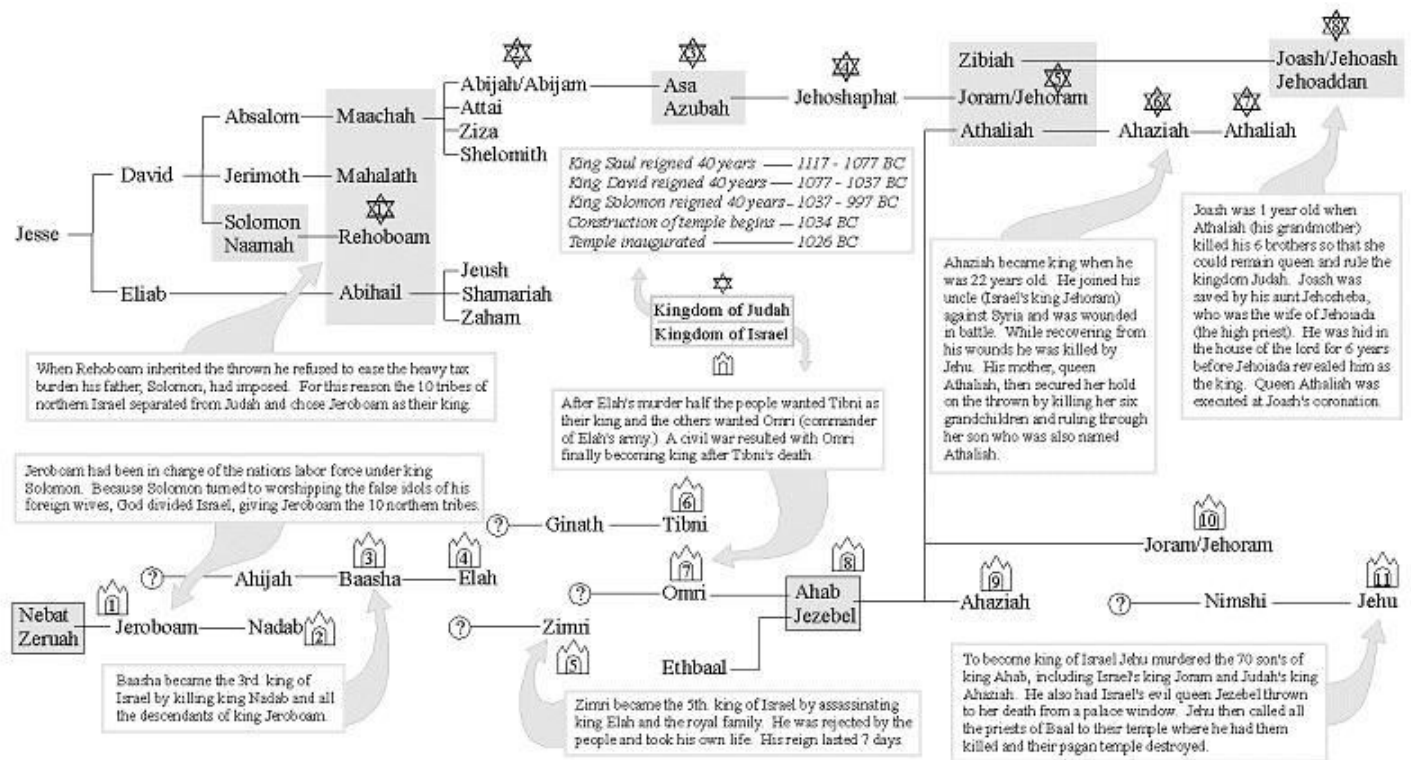 2
3
4
8
Abijah/Abijam
Asa
Azubah
Jehoshaphat
Zibiah
5
Joram/Jehoram
Athaliah
6
7
Ahaziah
Athaliah
Joash/Jehoash
Jehoaddan
Attai
Ziza
Shelomith
Absalom
Maachah
David
Jerimoth
Mahalath
1
Jesse
Solomon
Naamah
Rehoboam
Eliab
Abihail
Jeush
Shamariah
Zaham
King Saul reigned 40 years 1117 - 1077 BC
King David reigned 40 years 1077 - 1037 BC
King Solomon reigned 40 years 1037 - 997 BC
Construction of temple begins 1034 BC
Temple inaugurated 1026 BC
Kingdom of Judah
Kingdom of Israel
When Rehoboam inherited the thrown he refused to ease the heavy tax
burden his father, Solomon, had imposed. For this reason the 10 tribes of
northern Israel separated from Judah and chose Jeroboam as their king.
After Elah's murder half the people wanted Tibni as
their king and the others wanted Omri (commander
of Elah's army.) A civil war resulted with Omri
finally becoming king after Tibni's death.
Ahaziah became king when he
was 22 years old. He joined his
uncle (Israel's king Jehoram)
against Syria and was wounded
in battle. While recovering from
his wounds he was killed by
Jehu. His mother, queen
Athaliah, then secured her hold
on the thrown by killing her six
grandchildren and ruling through
her son who was also named
Athaliah.
Joash was 1 year old when
Athaliah (his grandmother)
killed his 6 brothers so that she
could remain queen and rule the
kingdom Judah. Joash was
saved by his aunt Jehosheba,
who was the wife of Jehoiada
(the high priest). He was hid in
the house of the lord for 6 years
before Jehoiada revealed him as
the king. Queen Athaliah was
executed at Joash's coronation.
Jeroboam had been in charge of the nations labor force under king
Solomon. Because Solomon turned to worshipping the false idols of his
foreign wives, God divided Israel, giving Jeroboam the 10 northern tribes.
6
? Ginath Tibni
3
4
? Ahijah Baasha Elah
1
Nebat
Zeruah
Jeroboam
Nadab
2
7
? Omri
8
Ahab
Jezebel
? Zimri
5
Ethbaal
10
Joram/Jehoram
9
Ahaziah
11
? Nimshi Jehu
Baasha became the 3rd. king of
Israel by killing king Nadab and all
the descendants of king Jeroboam.
Zimri became the 5th. king of Israel by assassinating
king Elah and the royal family. He was rejected by the
people and took his own life. His reign lasted 7 days
To become king of Israel Jehu murdered the 70 son's of
king Ahab, including Israel's king Joram and Judah's king
Ahaziah. He also had Israel's evil queen Jezebel thrown
to her death from a palace window. Jehu then called all
the priests of Baal to their temple where he had them
killed and their pagan temple destroyed.